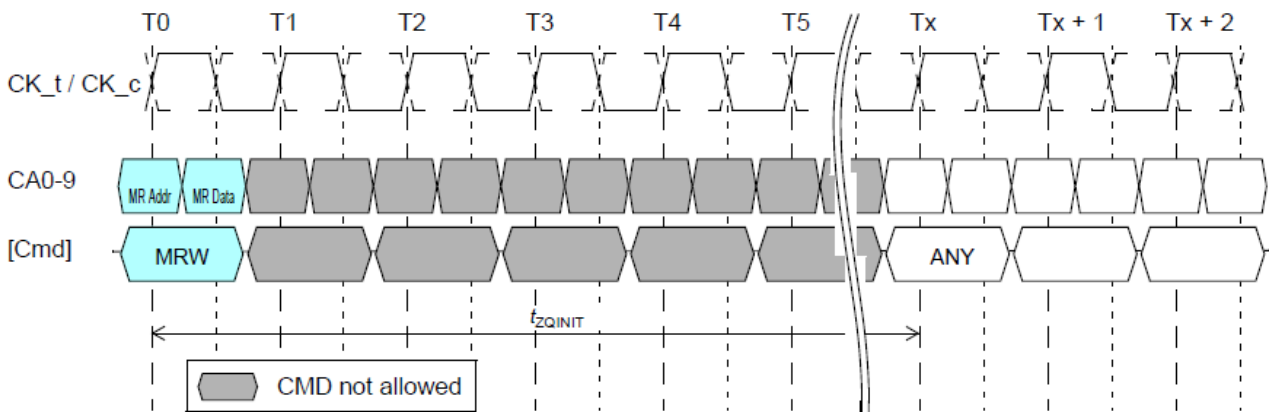 T0 T1 T2 T3 T4 T5 Tx Tx + 1 Tx + 2
CK_t / CK_c
CA0-9 MR Addr MR Data
[Cmd] MRW ANY
tZQINIT
CMD not allowed